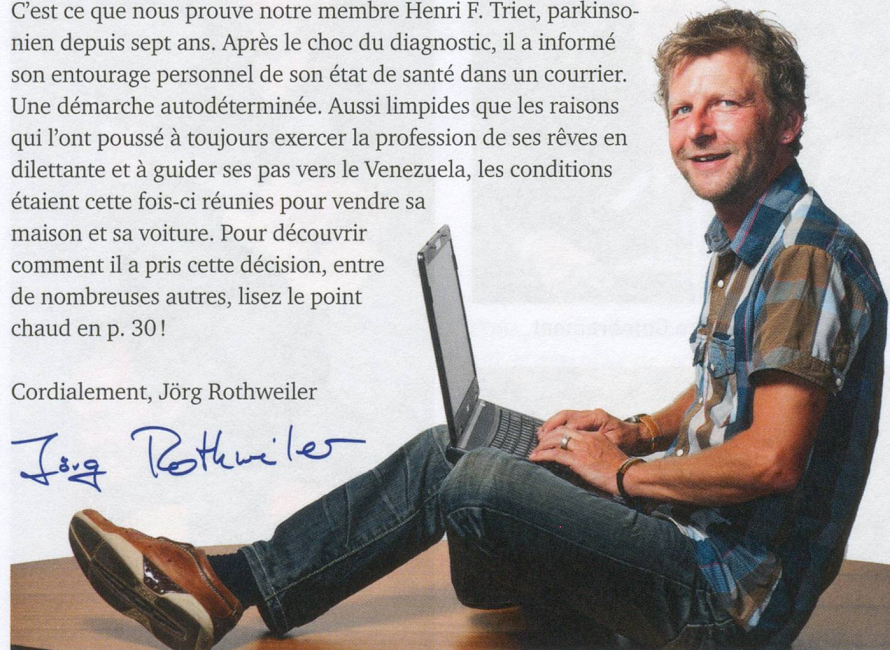 C’est ce que nous prouve notre membre Henri F. Triet, parkinso-
nien depuis sept ans. Après le choc du diagnostic, il a informé
son entourage personnel de son état de santé dans un courrier.
Une démarche autodéterminée. Aussi limpides que les raisons
qui l’ont poussé à toujours exercer la profession de ses rêves en
dilettante et à guider ses pas vers le Venezuela, les conditions
étaient cette fois-ci réunies pour vendre sa
maison et sa voiture. Pour découvrir
comment il a pris cette décision, entre
de nombreuses autres, lisez le point
chaud en p. 30 !
Cordialement, Jörg Rothweiler
Jörg Rothweiler